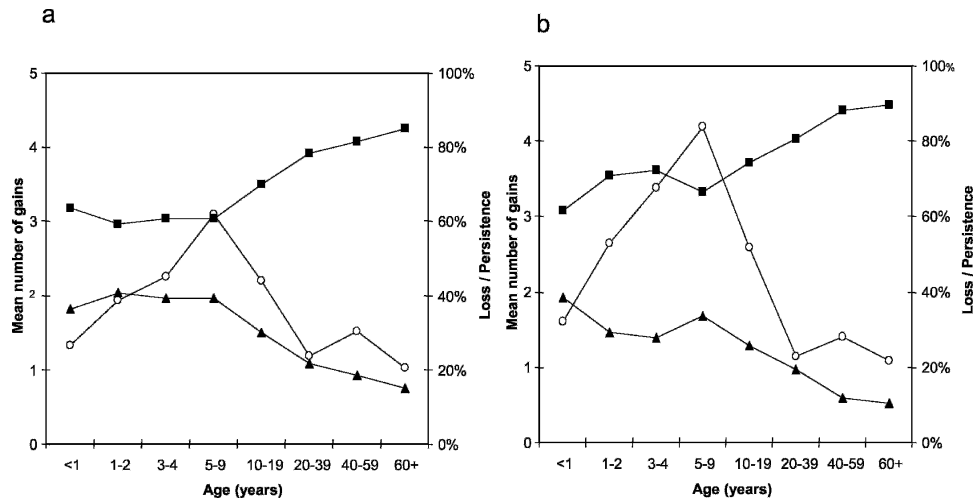 a
5
4
3
2
1
0
Mean number of gains
100%
80%
60%
40%
20%
0%
Loss / Persistence
<1 1-2 3-4 5-9 10-19 20-39 40-59 60+
Age (years)
b
5
4
3
2
1
0
Mean number of gains
100%
80%
60%
40%
20%
0%
Loss / Persistence
<1 1-2 3-4 5-9 10-19 20-39 40-59 60+
Age (years)